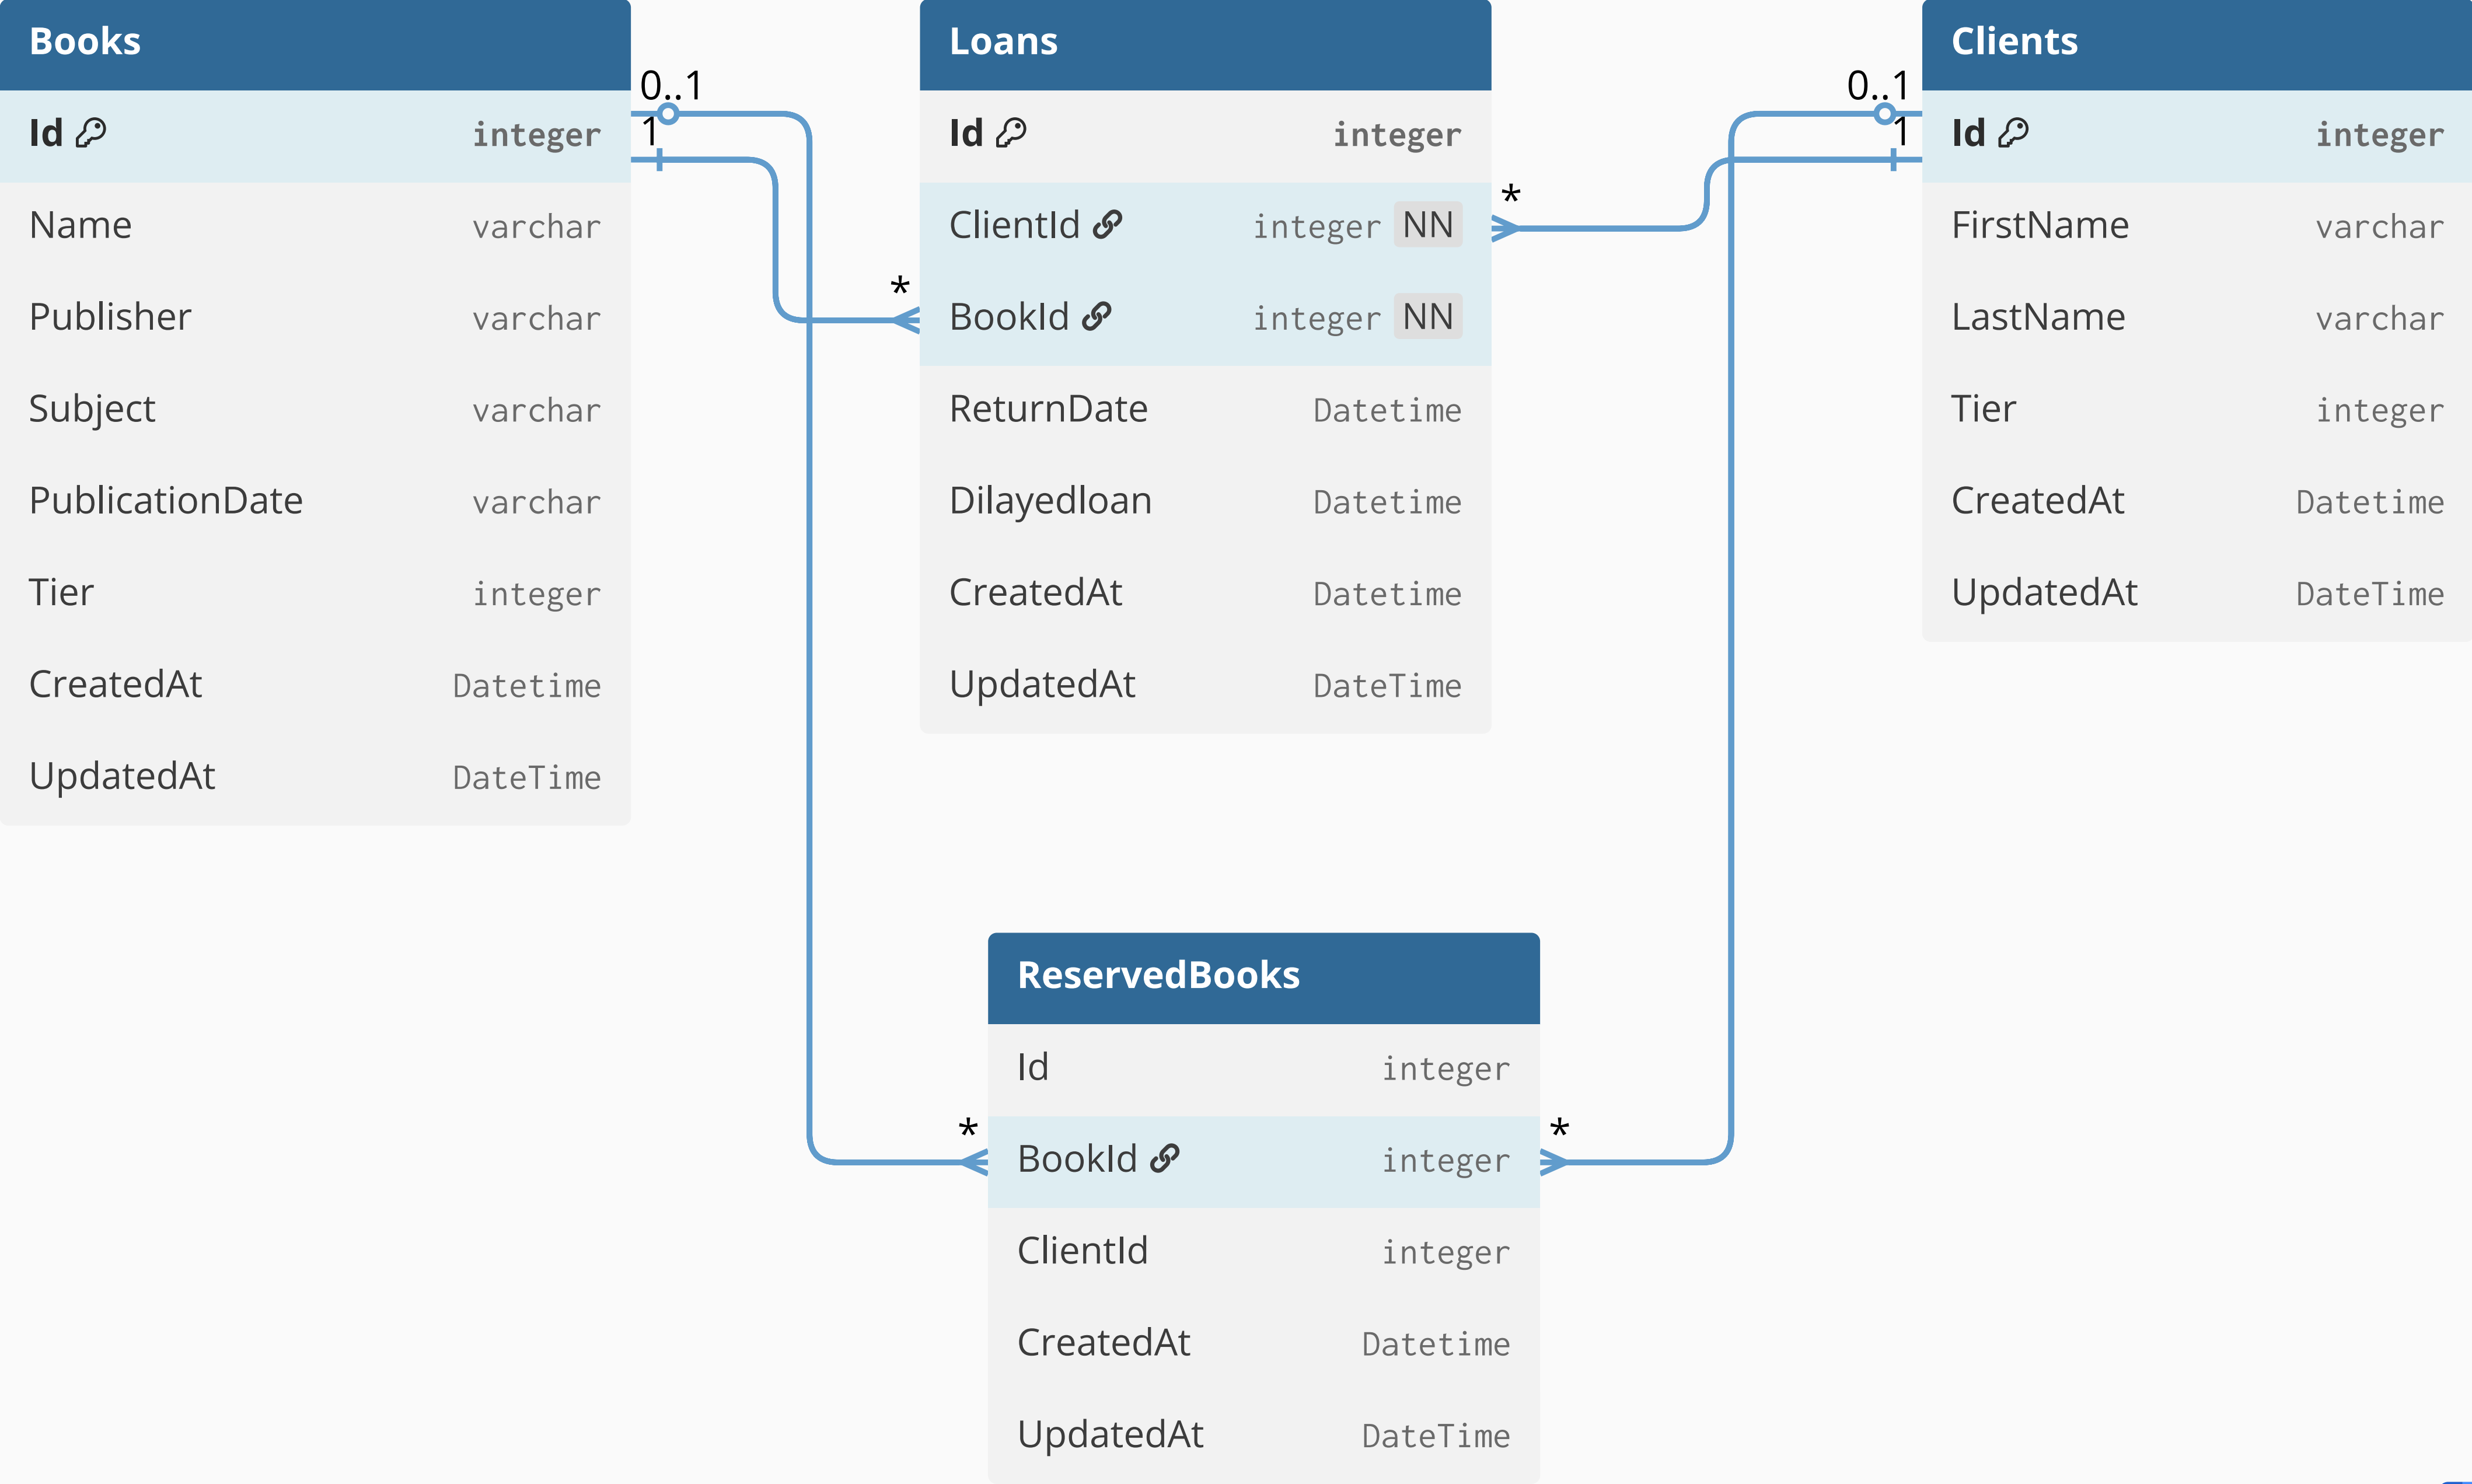 Books
Id integer
Name varchar
Publisher varchar
Subject varchar
PublicationDate varchar
Tier integer
CreatedAt Datetime
UpdatedAt DateTime
0..1
1
*
Loans
Id integer
ClientId integer NN
BookId integer NN
ReturnDate Datetime
Dilayedloan Datetime
CreatedAt Datetime
UpdatedAt DateTime
*
0..1
1
Clients
Id integer
FirstName varchar
LastName varchar
Tier integer
CreatedAt Datetime
UpdatedAt DateTime
ReservedBooks
Id integer
* BookId integer *
ClientId integer
CreatedAt Datetime
UpdatedAt DateTime